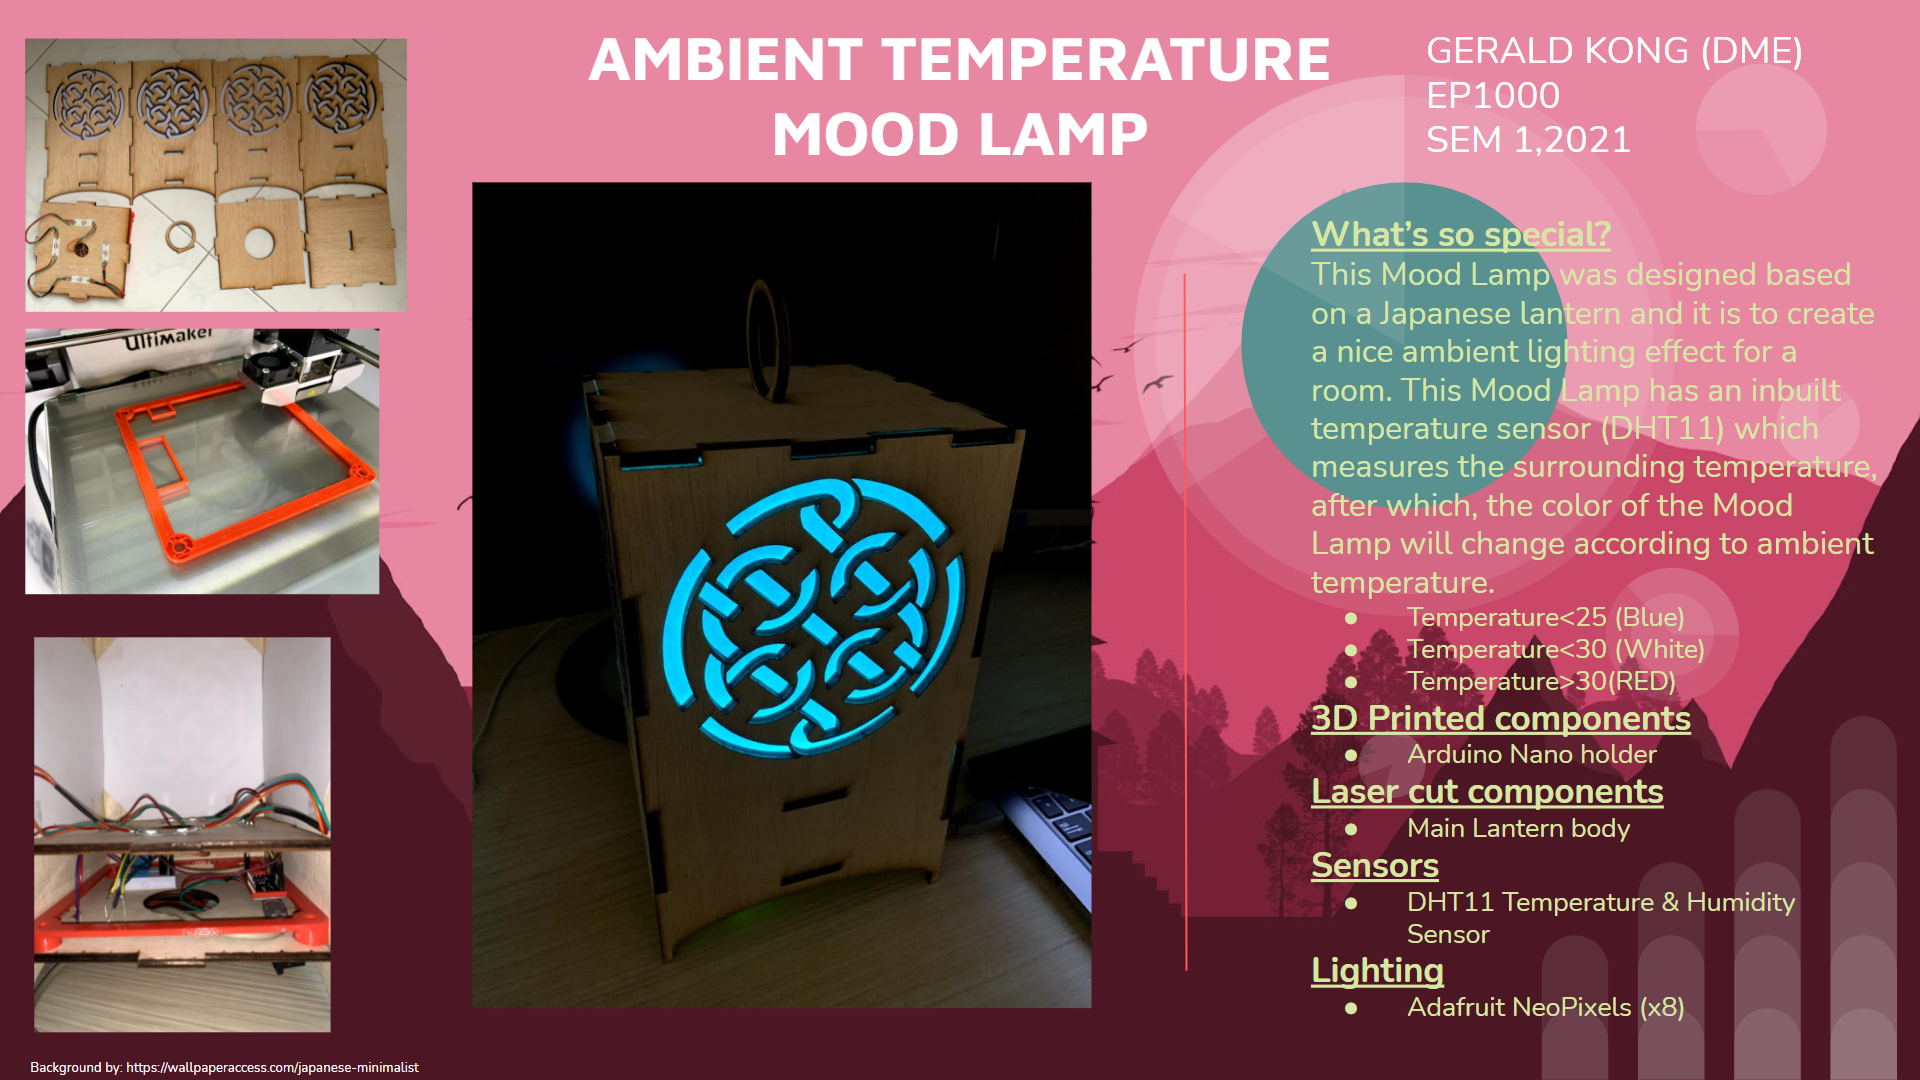 AMBIENT TEMPERATURE
MOOD LAMP
GERALD KONG (DME)
EP1000
SEM 1,2021
Ultimaker
What's so special?
This Mood Lamp was designed based
on a Japanese lantern and it is to create
a nice ambient lighting effect for a
room. This Mood Lamp has an inbuilt
temperature sensor (DHT11) which
measures the surrounding temperature,
after which, the color of the Mood
Lamp will change according to ambient
temperature.
● Temperature<25 (Blue)
● Temperature<30 (White)
● Temperature>30(RED)
3D Printed components
● Arduino Nano holder
Laser cut components
● Main Lantern body
Sensors
● DHT11 Temperature & Humidity
Sensor
Lighting
● Adafruit NeoPixels (x8)
Background by: https://wallpaperaccess.com/japanese-minimalist